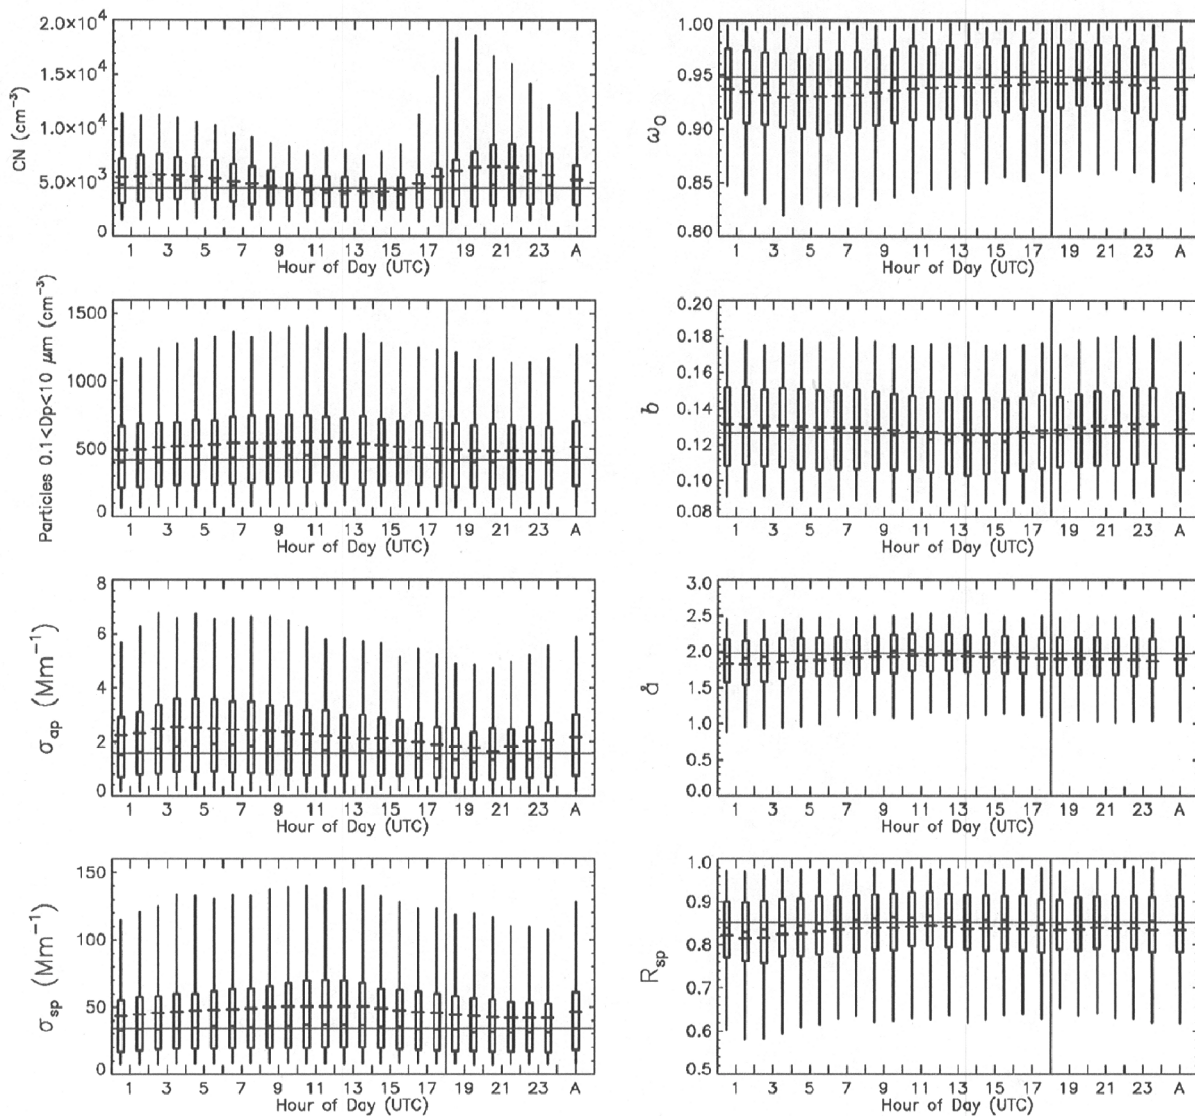 CN (cm⁻³)
2.0×10⁴
1.5×10⁴
1.0×10⁴
5.0×10³
0
1 3 5 7 9 11 13 15 17 19 21 23 A
Hour of Day (UTC)
ω₀
1.00
0.95
0.90
0.85
0.80
1 3 5 7 9 11 13 15 17 19 21 23 A
Hour of Day (UTC)
Particles 0.1<Dp<10 μm (cm⁻³)
1500
1000
500
0
1 3 5 7 9 11 13 15 17 19 21 23 A
Hour of Day (UTC)
b
0.20
0.18
0.16
0.14
0.12
0.10
0.08
1 3 5 7 9 11 13 15 17 19 21 23 A
Hour of Day (UTC)
σap (Mm⁻¹)
8
6
4
2
0
1 3 5 7 9 11 13 15 17 19 21 23 A
Hour of Day (UTC)
å
3.0
2.5
2.0
1.5
1.0
0.5
0.0
1 3 5 7 9 11 13 15 17 19 21 23 A
Hour of Day (UTC)
σsp (Mm⁻¹)
150
100
50
0
1 3 5 7 9 11 13 15 17 19 21 23 A
Hour of Day (UTC)
Rsp
1.0
0.9
0.8
0.7
0.6
0.5
1 3 5 7 9 11 13 15 17 19 21 23 A
Hour of Day (UTC)